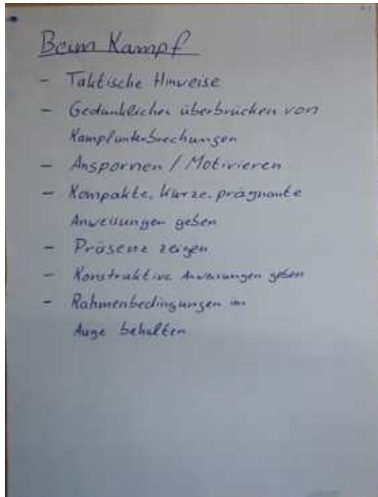 Beim Kampf
- Taktische Hinweise
- Gedankliches überbrücken von
Kampfunterbrechungen
- Anspornen / Motivieren
- Kompakte, kurze, prägnante
Anweisungen geben
- Präsenz zeigen
- Konstruktive Anweisungen geben
- Rahmenbedingungen im
Auge behalten